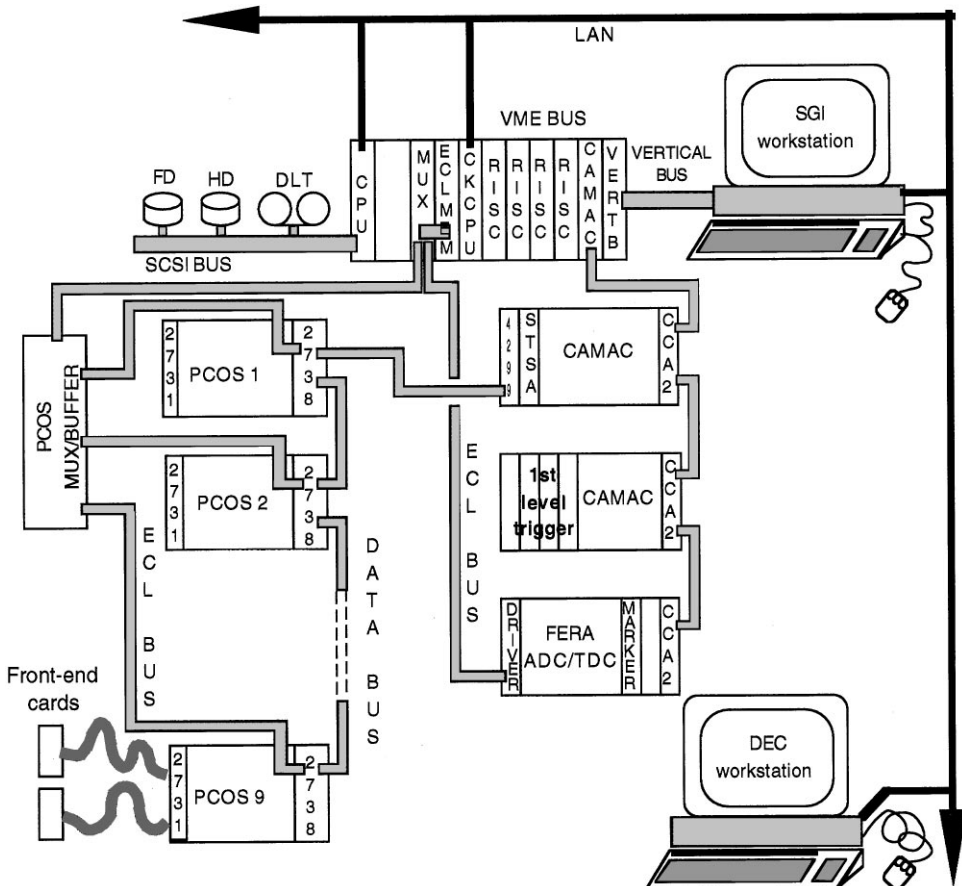 LAN
SGI
workstation
VME BUS
VERTICAL
BUS
FD
HD
DLT
SCSI BUS
CPU
MUX
ECLMEM
CKCPU
RISC
RISC
RISC
RISC
CAMAC
VERTB
PCOS
MUX/BUFFER
2731
PCOS 1
2738
4299
STSA
CAMAC
CCA2
2731
PCOS 2
2738
1st
level
trigger
CAMAC
CCA2
ECL BUS
DATA BUS
ECL BUS
DRIVER
FERA
ADC/TDC
MARKER
CCA2
Front-end
cards
2731
PCOS 9
2738
DEC
workstation